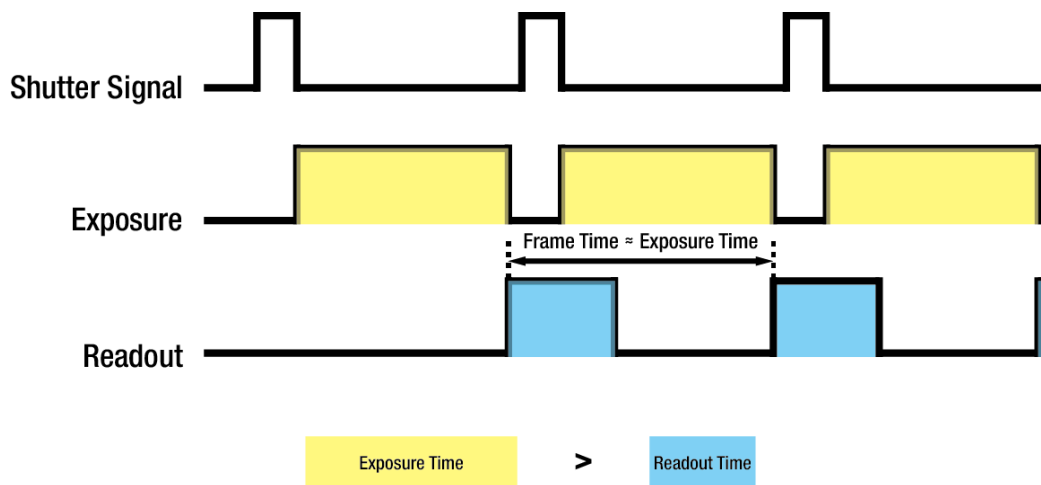 Shutter Signal
Exposure
Frame Time ≈ Exposure Time
Readout
Exposure Time > Readout Time